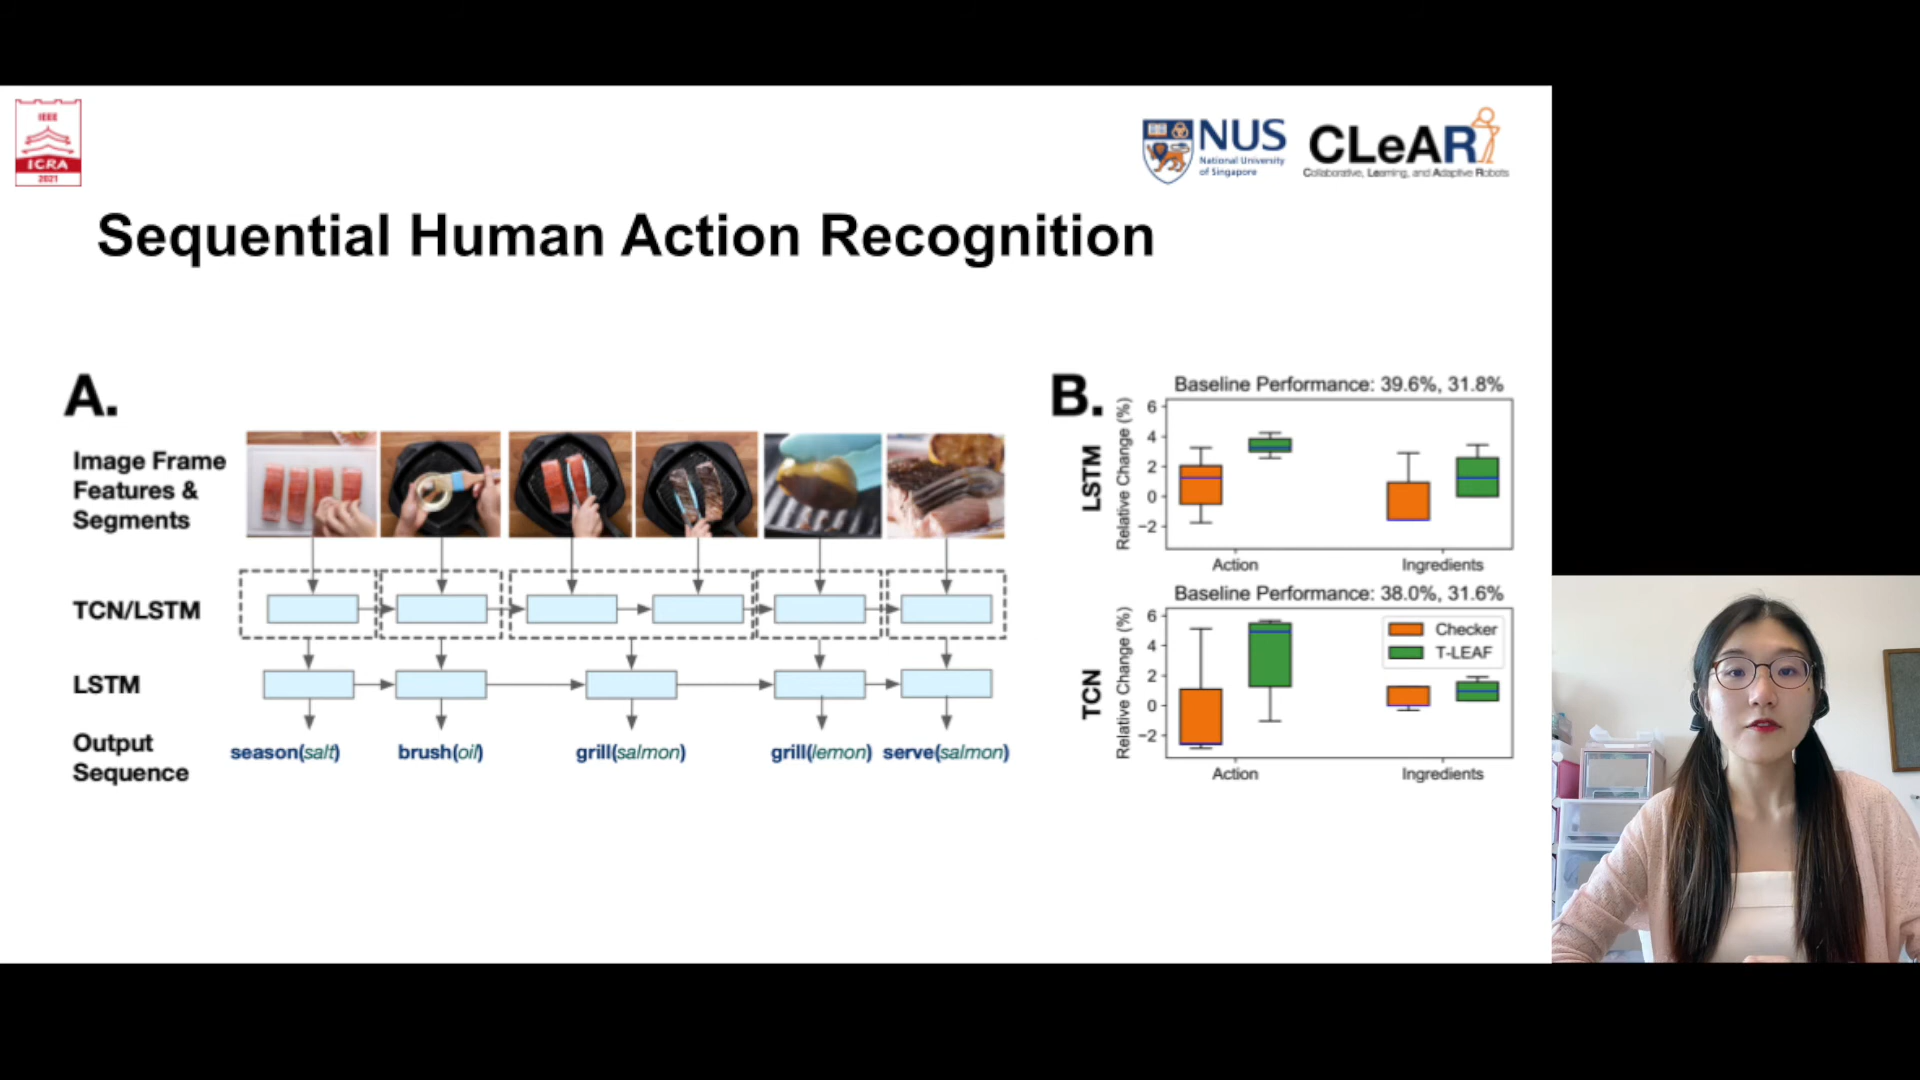 IEEE
ICRA
2021
NUS
National University
of Singapore
CLeAR
Collaborative, Learning, and Adaptive Robots
Sequential Human Action Recognition
A.
Image Frame
Features &
Segments
TCN/LSTM
LSTM
Output
Sequence
season(salt)
brush(oil)
grill(salmon)
grill(lemon)
serve(salmon)
B.
Baseline Performance: 39.6%, 31.8%
LSTM
Relative Change (%)
6
4
2
0
−2
Action
Ingredients
Baseline Performance: 38.0%, 31.6%
TCN
Relative Change (%)
6
4
2
0
−2
Checker
T-LEAF
Action
Ingredients